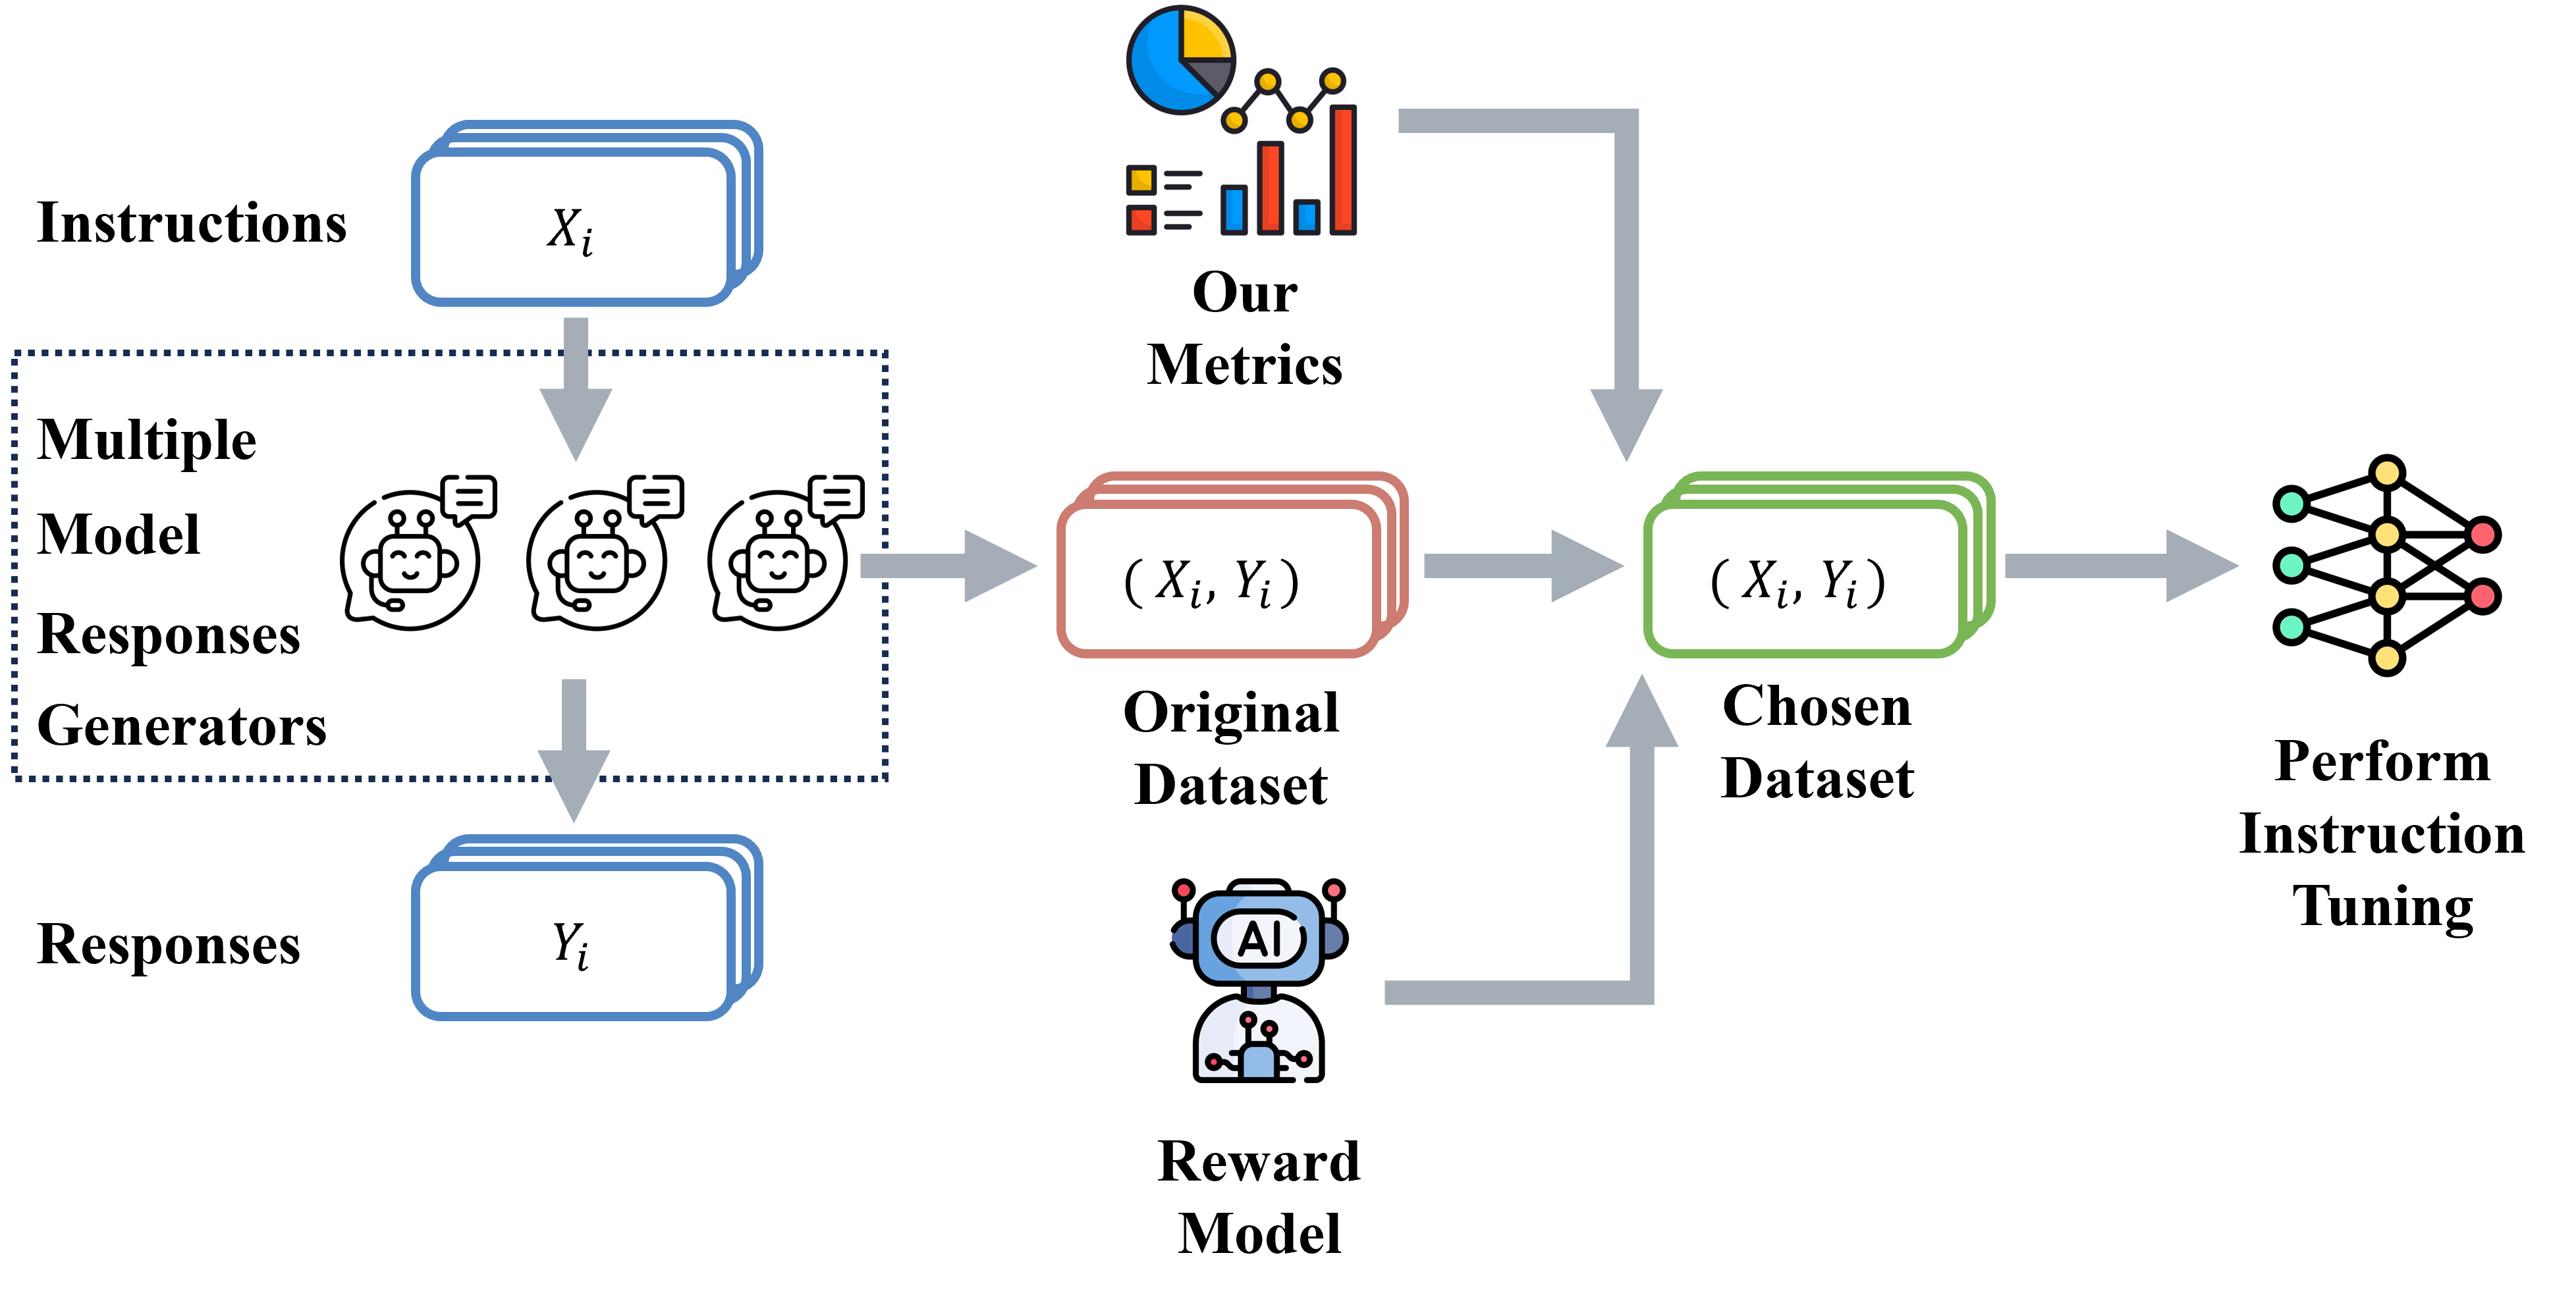 Instructions
X_i
Multiple
Model
Responses
Generators
Responses
Y_i
Our
Metrics
( X_i, Y_i )
Original
Dataset
AI
Reward
Model
( X_i, Y_i )
Chosen
Dataset
Perform
Instruction
Tuning